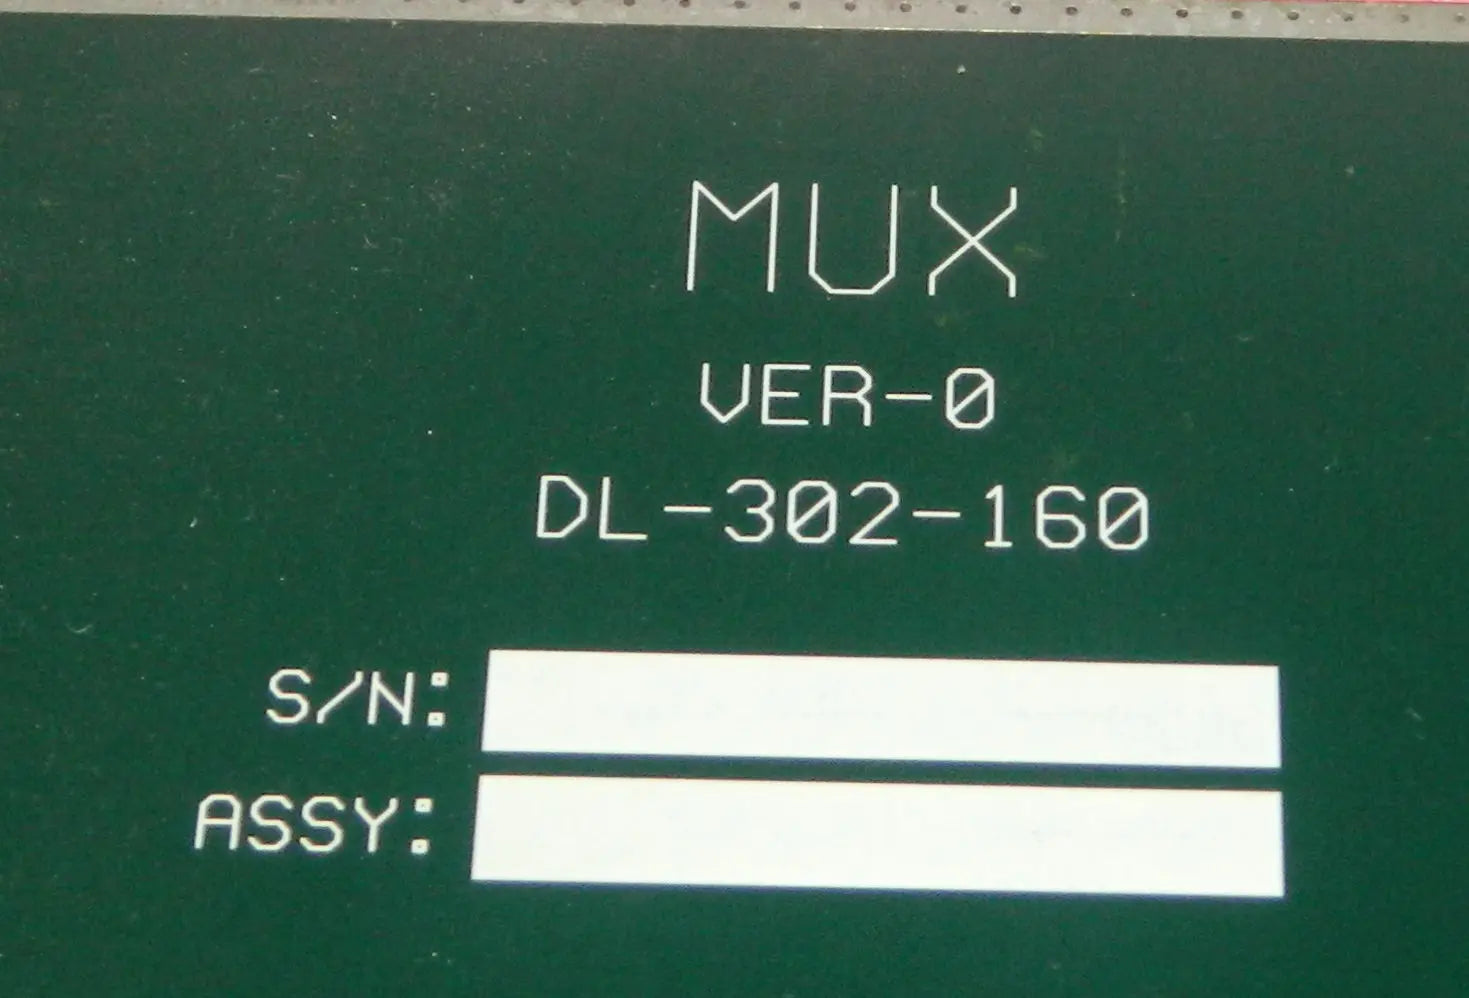 MUX
VER-0
DL-302-160
S/N:
ASSY: